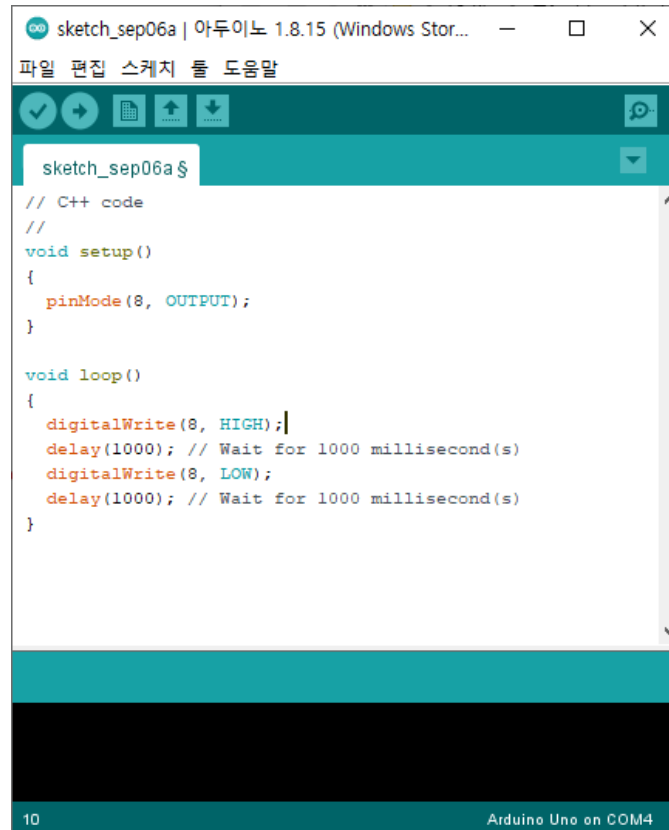 sketch_sep06a | 아두이노 1.8.15 (Windows Stor...
파일 편집 스케치 툴 도움말
sketch_sep06a §
// C++ code
//
void setup()
{
  pinMode(8, OUTPUT);
}

void loop()
{
  digitalWrite(8, HIGH);
  delay(1000); // Wait for 1000 millisecond(s)
  digitalWrite(8, LOW);
  delay(1000); // Wait for 1000 millisecond(s)
}
10
Arduino Uno on COM4